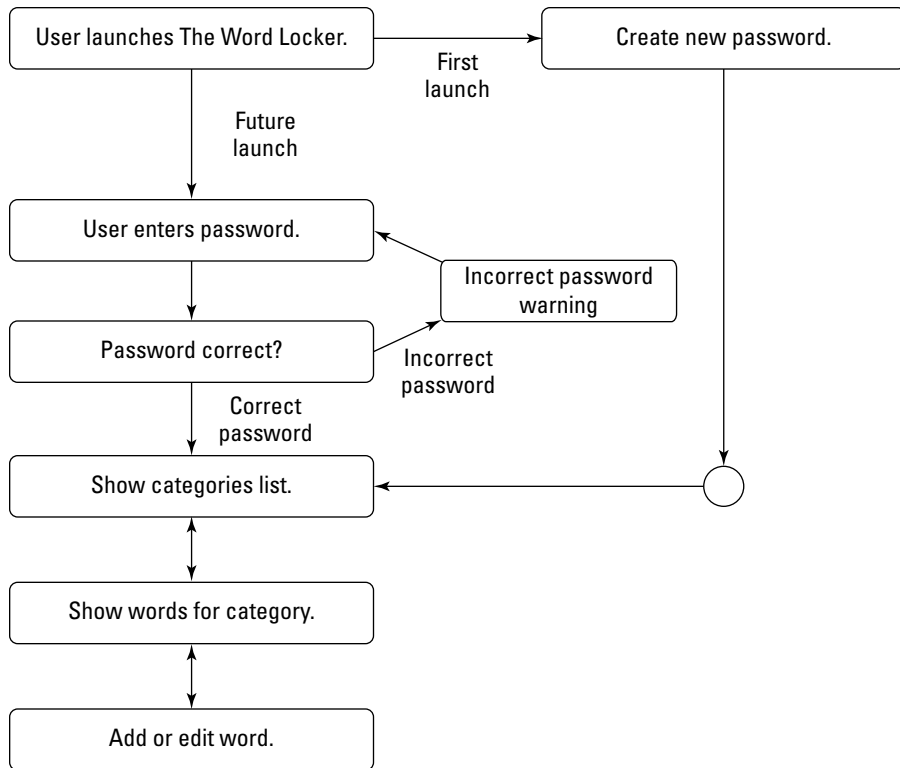 User launches The Word Locker.
Create new password.
First
launch
Future
launch
User enters password.
Incorrect password
warning
Password correct?
Incorrect
password
Correct
password
Show categories list.
Show words for category.
Add or edit word.